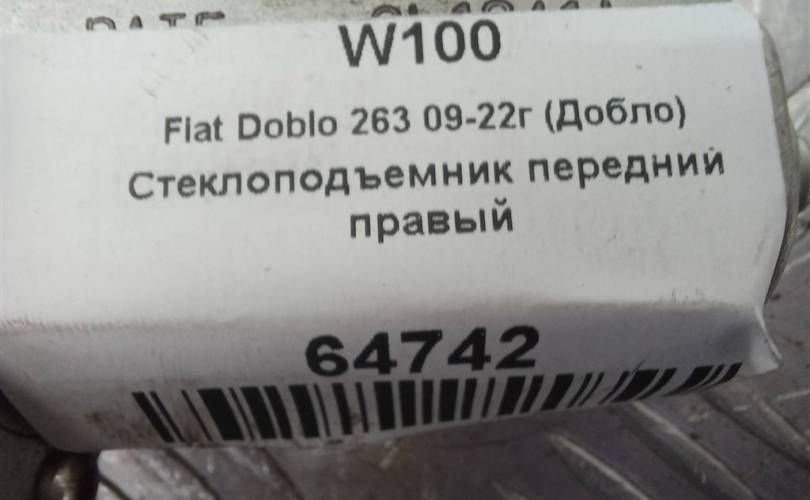 W100
Fiat Doblo 263 09-22г (Добло)
Стеклоподъемник передний
правый
64742